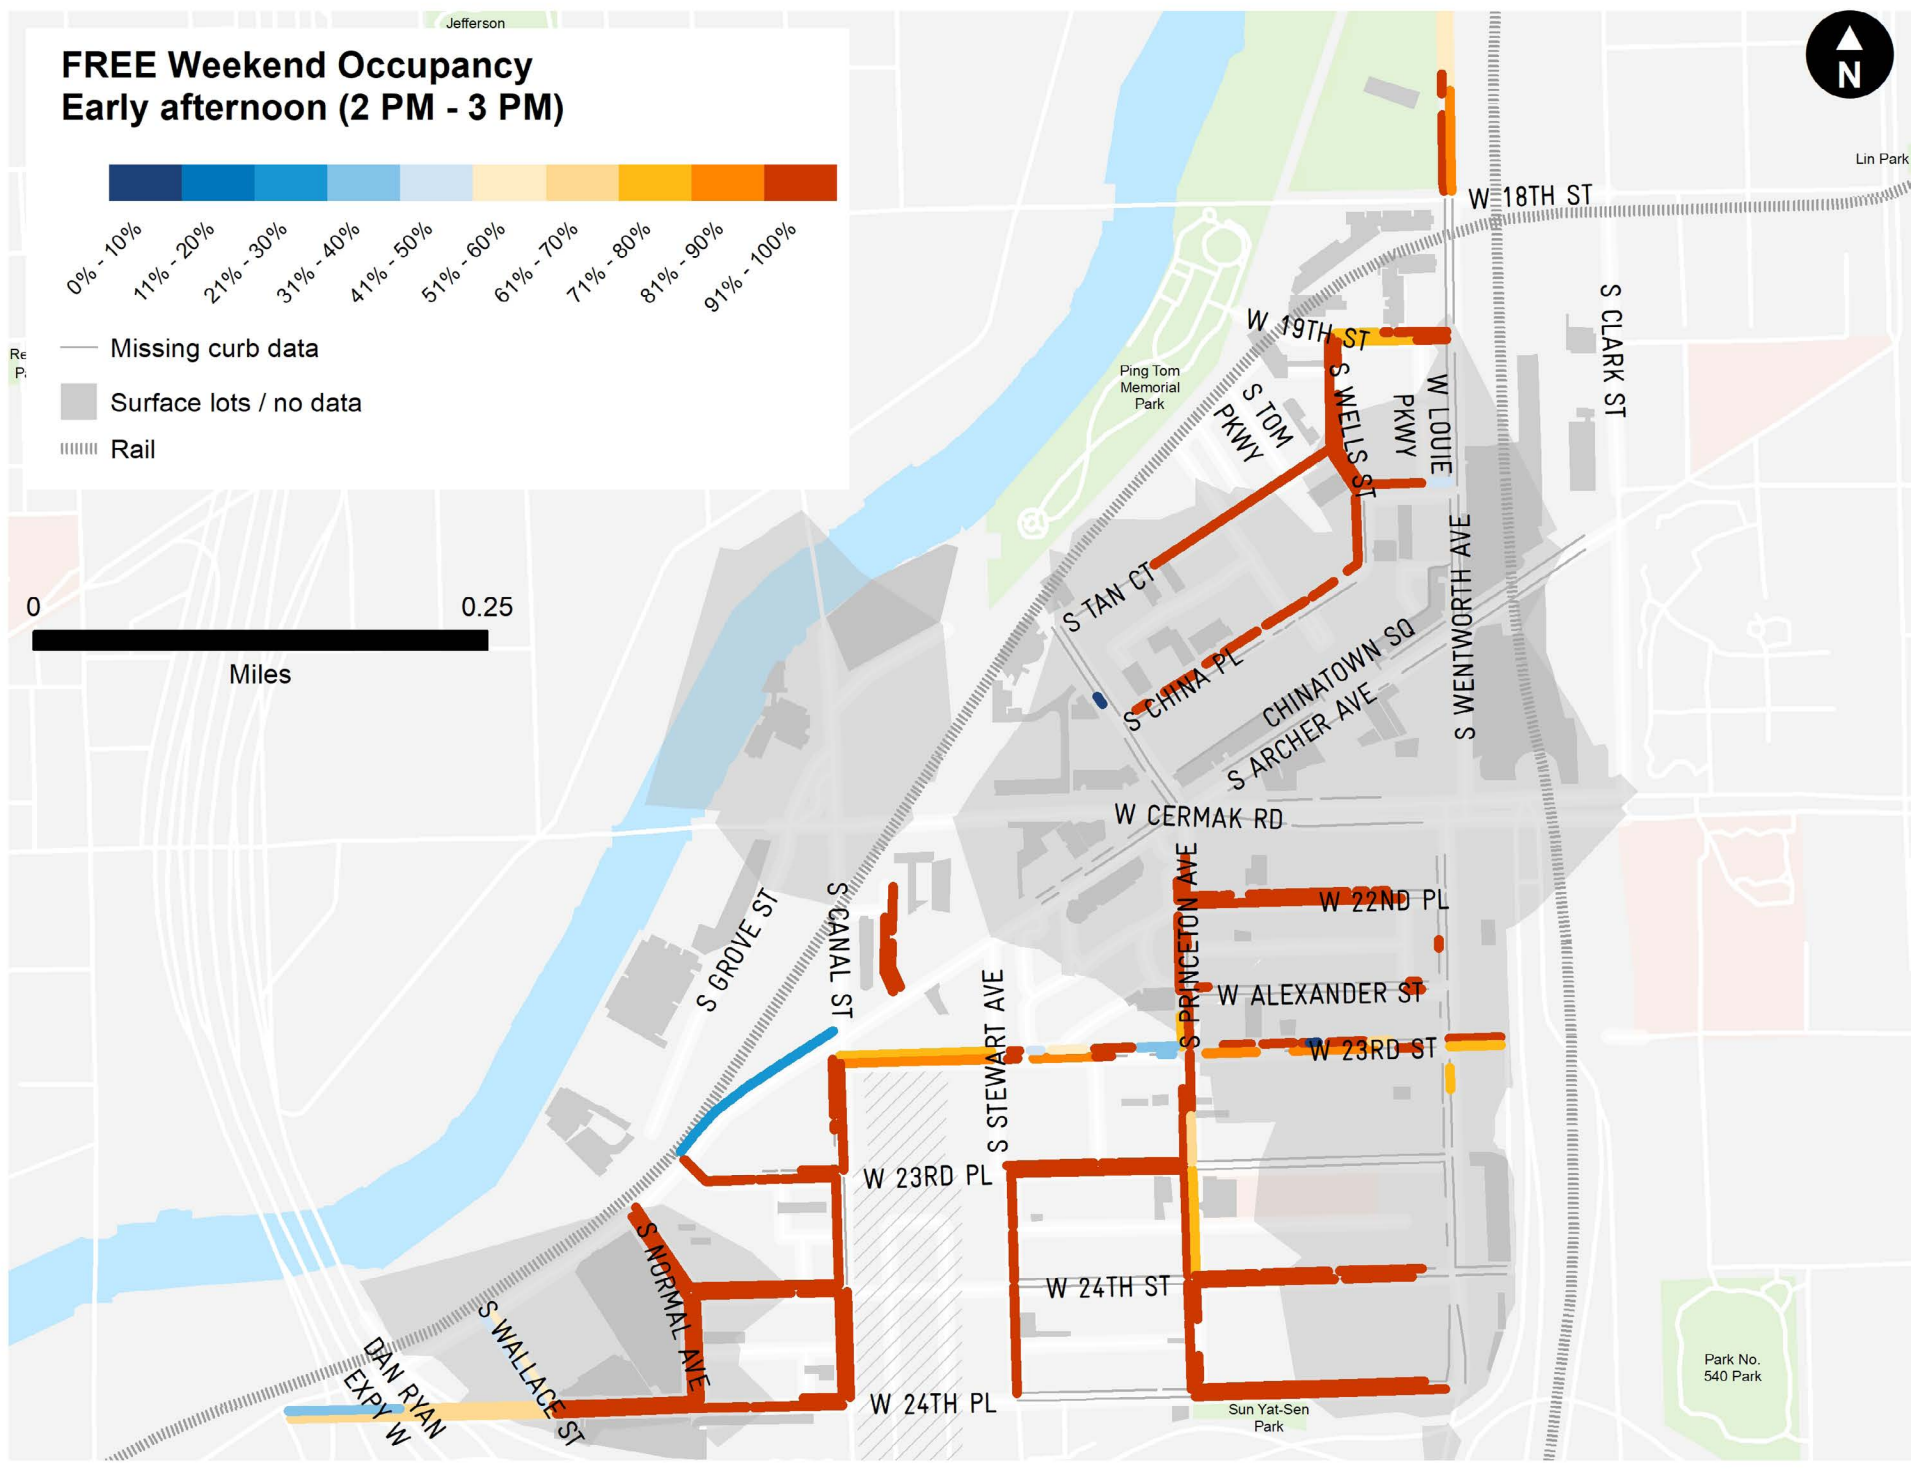 Jefferson
FREE Weekend Occupancy
Early afternoon (2 PM - 3 PM)
0% - 10%
11% - 20%
21% - 30%
31% - 40%
41% - 50%
51% - 60%
61% - 70%
71% - 80%
81% - 90%
91% - 100%
Missing curb data
Surface lots / no data
Rail
0
0.25
Miles
N
Lin Park
W 18TH ST
S CLARK ST
W 19TH ST
S WELLS ST
W LOUIE
PKWY
S TOM
PKWY
Ping Tom
Memorial
Park
S TAN CT
S CHINA PL
CHINATOWN SQ
S ARCHER AVE
S WENTWORTH AVE
W CERMAK RD
S PRINCETON AVE
W 22ND PL
S GROVE ST
S CANAL ST
S STEWART AVE
W ALEXANDER ST
W 23RD ST
W 23RD PL
S NORMAL AVE
W 24TH ST
S WALLACE ST
DAN RYAN
EXPY W
W 24TH PL
Sun Yat-Sen
Park
Park No.
540 Park